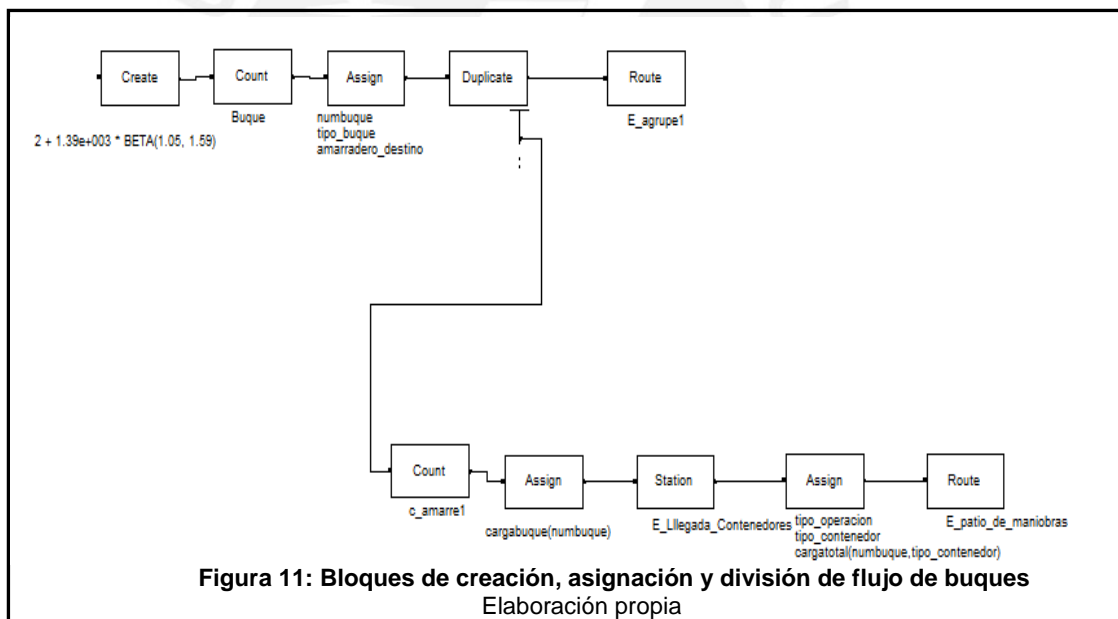 Create
Count
Assign
Duplicate
Route
Buque
numbuque
tipo_buque
amarradero_destino
E_agrupe1
2 + 1.39e+003 * BETA(1.05, 1.59)
Count
Assign
Station
Assign
Route
c_amarre1
cargabuque(numbuque)
E_Lllegada_Contenedores
tipo_operacion
tipo_contenedor
cargatotal(numbuque,tipo_contenedor)
E_patio_de_maniobras
Figura 11: Bloques de creación, asignación y división de flujo de buques
Elaboración propia